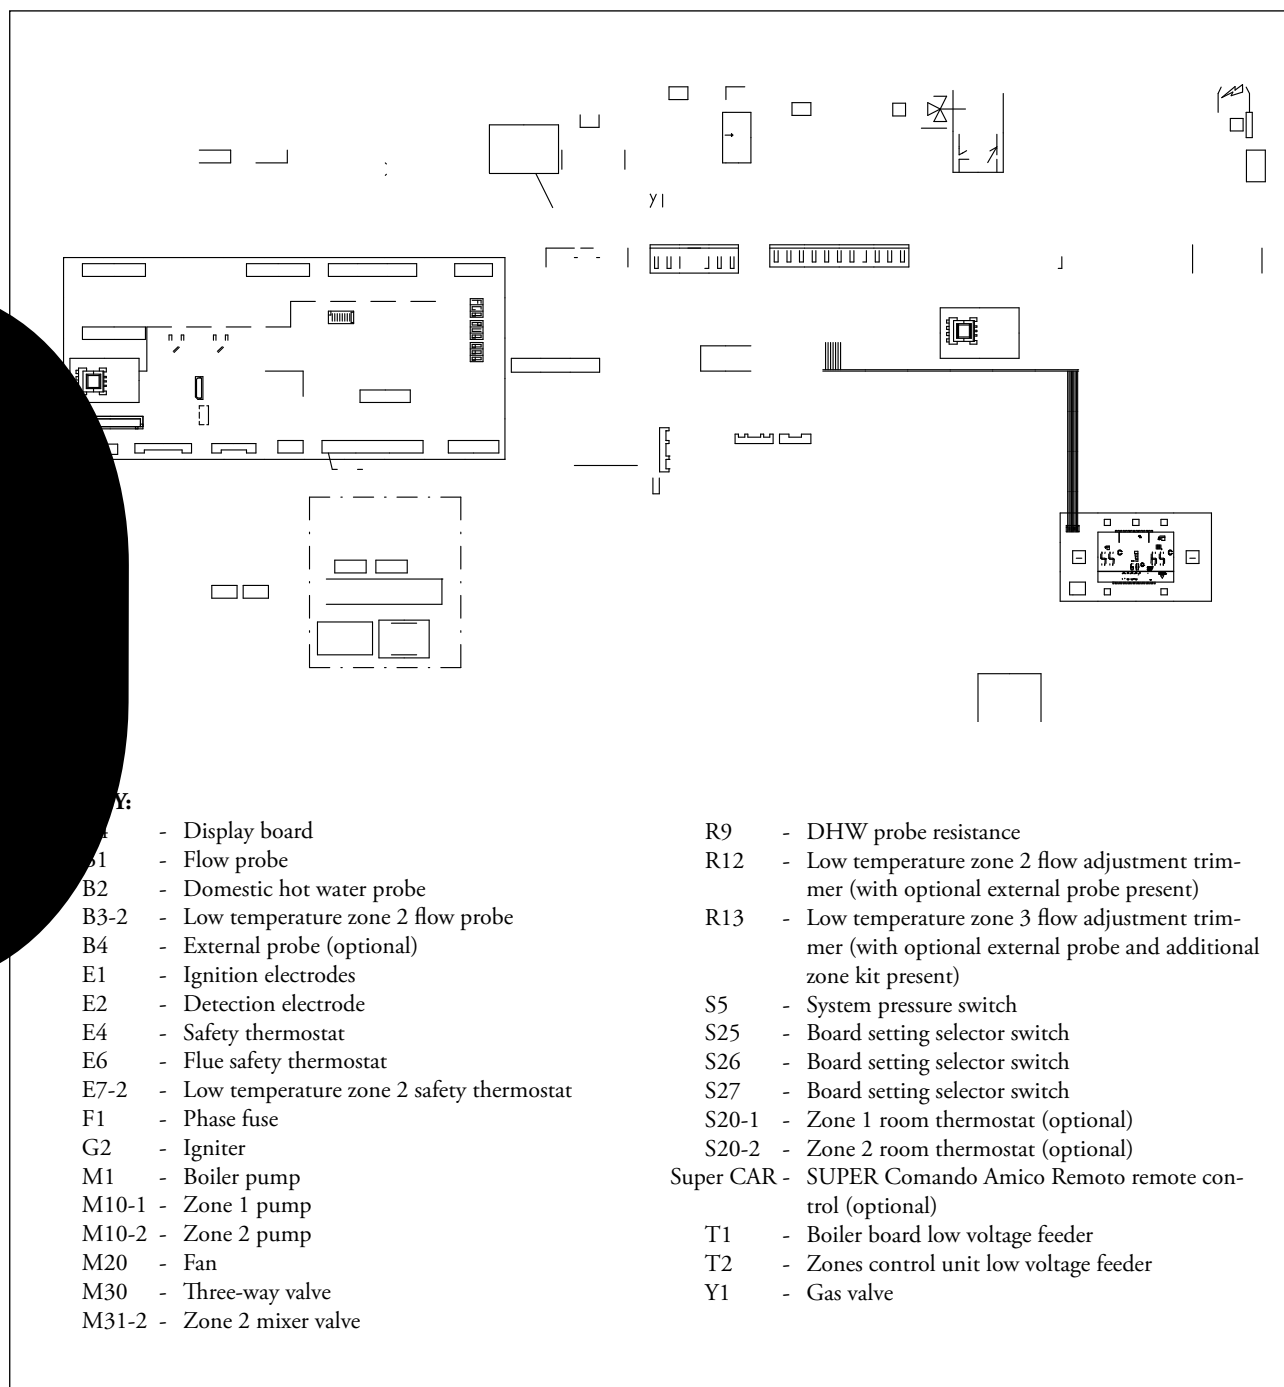 Y:
- Display board
1 - Flow probe
B2 - Domestic hot water probe
B3-2 - Low temperature zone 2 flow probe
B4 - External probe (optional)
E1 - Ignition electrodes
E2 - Detection electrode
E4 - Safety thermostat
E6 - Flue safety thermostat
E7-2 - Low temperature zone 2 safety thermostat
F1 - Phase fuse
G2 - Igniter
M1 - Boiler pump
M10-1 - Zone 1 pump
M10-2 - Zone 2 pump
M20 - Fan
M30 - Three-way valve
M31-2 - Zone 2 mixer valve
R9 - DHW probe resistance
R12 - Low temperature zone 2 flow adjustment trim-
mer (with optional external probe present)
R13 - Low temperature zone 3 flow adjustment trim-
mer (with optional external probe and additional
zone kit present)
S5 - System pressure switch
S25 - Board setting selector switch
S26 - Board setting selector switch
S27 - Board setting selector switch
S20-1 - Zone 1 room thermostat (optional)
S20-2 - Zone 2 room thermostat (optional)
Super CAR - SUPER Comando Amico Remoto remote con-
trol (optional)
T1 - Boiler board low voltage feeder
T2 - Zones control unit low voltage feeder
Y1 - Gas valve